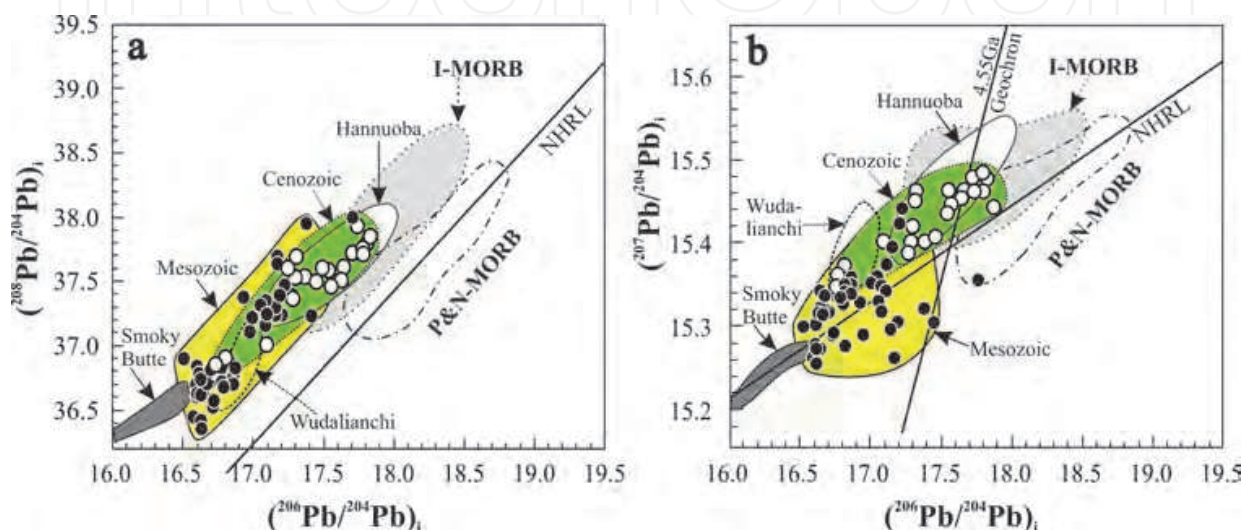 a
39.5
39.0
38.5
38.0
37.5
37.0
36.5
(²⁰⁸Pb/²⁰⁴Pb)ᵢ
I-MORB
Hannuoba
Cenozoic
NHRL
Mesozoic
P&N-MORB
Smoky
Butte
Wudalianchi
16.0 16.5 17.0 17.5 18.0 18.5 19.0 19.5
(²⁰⁶Pb/²⁰⁴Pb)ᵢ
b
15.6
15.5
15.4
15.3
15.2
(²⁰⁷Pb/²⁰⁴Pb)ᵢ
4.55Ga
Geochron
I-MORB
Hannuoba
Cenozoic
NHRL
Wuda-
lianchi
P&N-MORB
Smoky
Butte
Mesozoic
16.0 16.5 17.0 17.5 18.0 18.5 19.0 19.5
(²⁰⁶Pb/²⁰⁴Pb)ᵢ